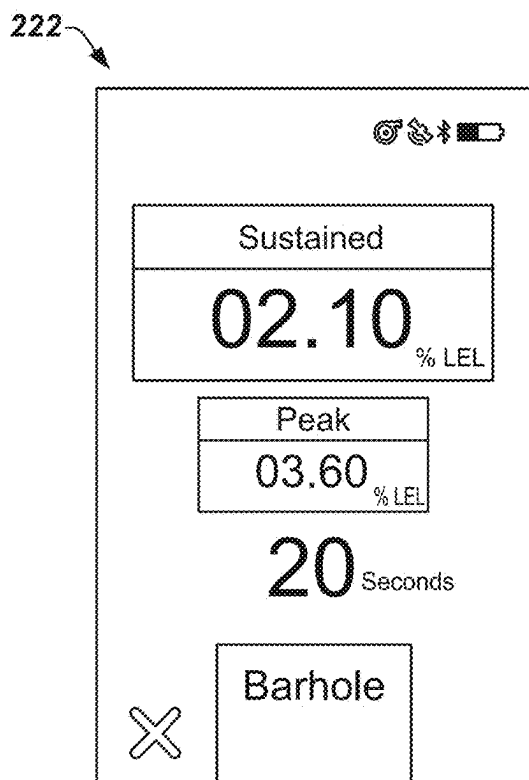 222
Sustained
02.10
% LEL
Peak
03.60
% LEL
20 Seconds
Barhole